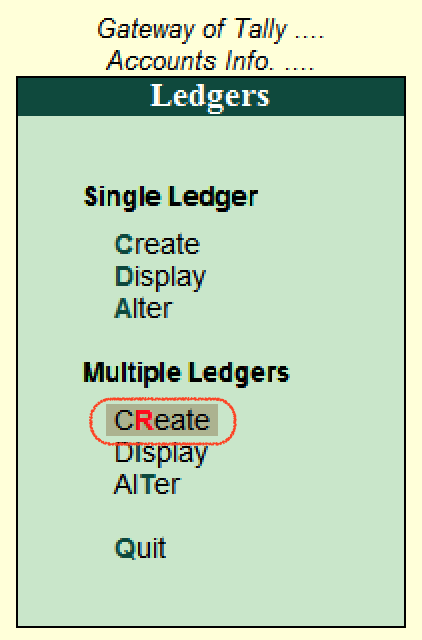 Gateway of Tally ....
Accounts Info. ....
Ledgers
Single Ledger
Create
Display
Alter
Multiple Ledgers
CReate
DIsplay
AlTer
Quit